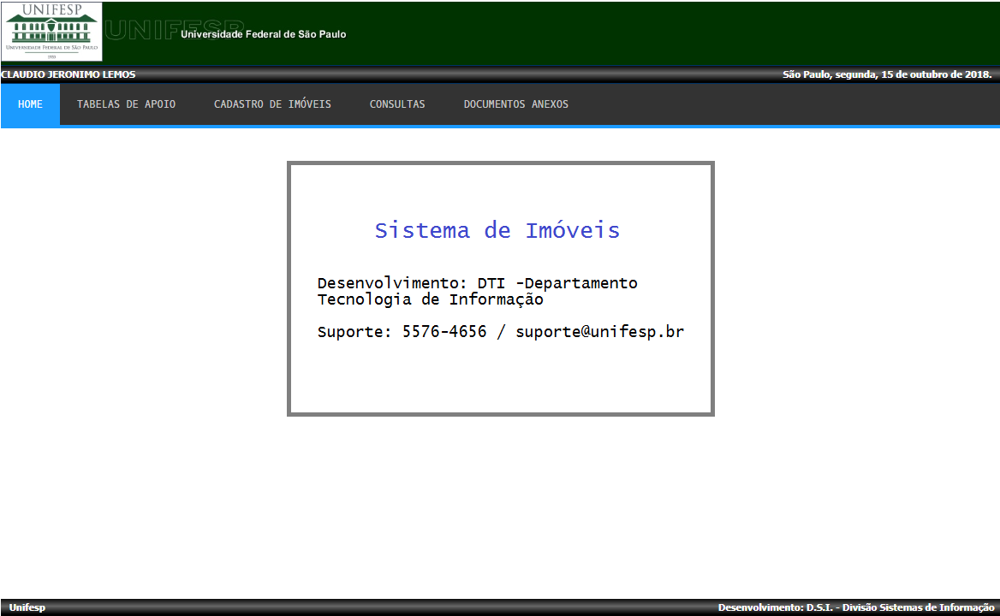 UNIFESP
UNIVERSIDADE FEDERAL DE SÃO PAULO
1933
UNIFESP
Universidade Federal de São Paulo
CLAUDIO JERONIMO LEMOS
São Paulo, segunda, 15 de outubro de 2018.
HOME TABELAS DE APOIO CADASTRO DE IMÓVEIS CONSULTAS DOCUMENTOS ANEXOS
Sistema de Imóveis
Desenvolvimento: DTI -Departamento
Tecnologia de Informação
Suporte: 5576-4656 / suporte@unifesp.br
Unifesp
Desenvolvimento: D.S.I. - Divisão Sistemas de Informação